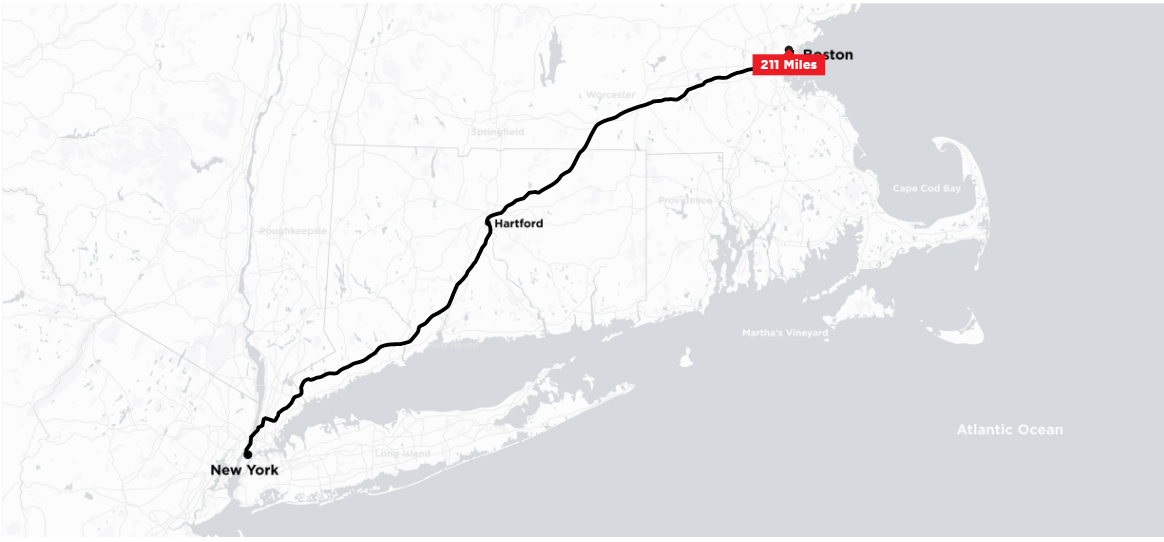 Boston
211 Miles
Worcester
Springfield
Cape Cod Bay
Providence
Hartford
Poughkeepsie
Martha's Vineyard
Atlantic Ocean
Long Island
New York